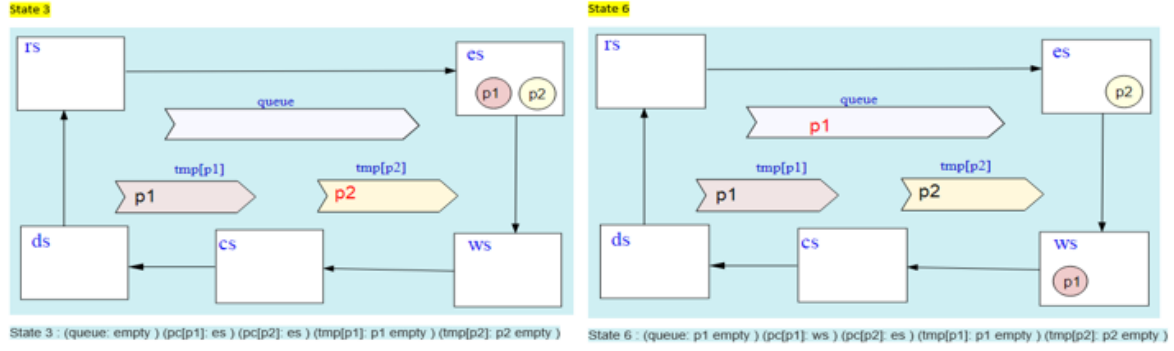 State 3
rs
es
p1 p2
queue
tmp[p1]
tmp[p2]
p1
p2
ds
cs
ws
State 3 : (queue: empty ) (pc[p1]: es ) (pc[p2]: es ) (tmp[p1]: p1 empty ) (tmp[p2]: p2 empty )
State 6
rs
es
p2
queue
p1
tmp[p1]
tmp[p2]
p1
p2
ds
cs
ws
p1
State 6 : (queue: p1 empty ) (pc[p1]: ws ) (pc[p2]: es ) (tmp[p1]: p1 empty ) (tmp[p2]: p2 empty )